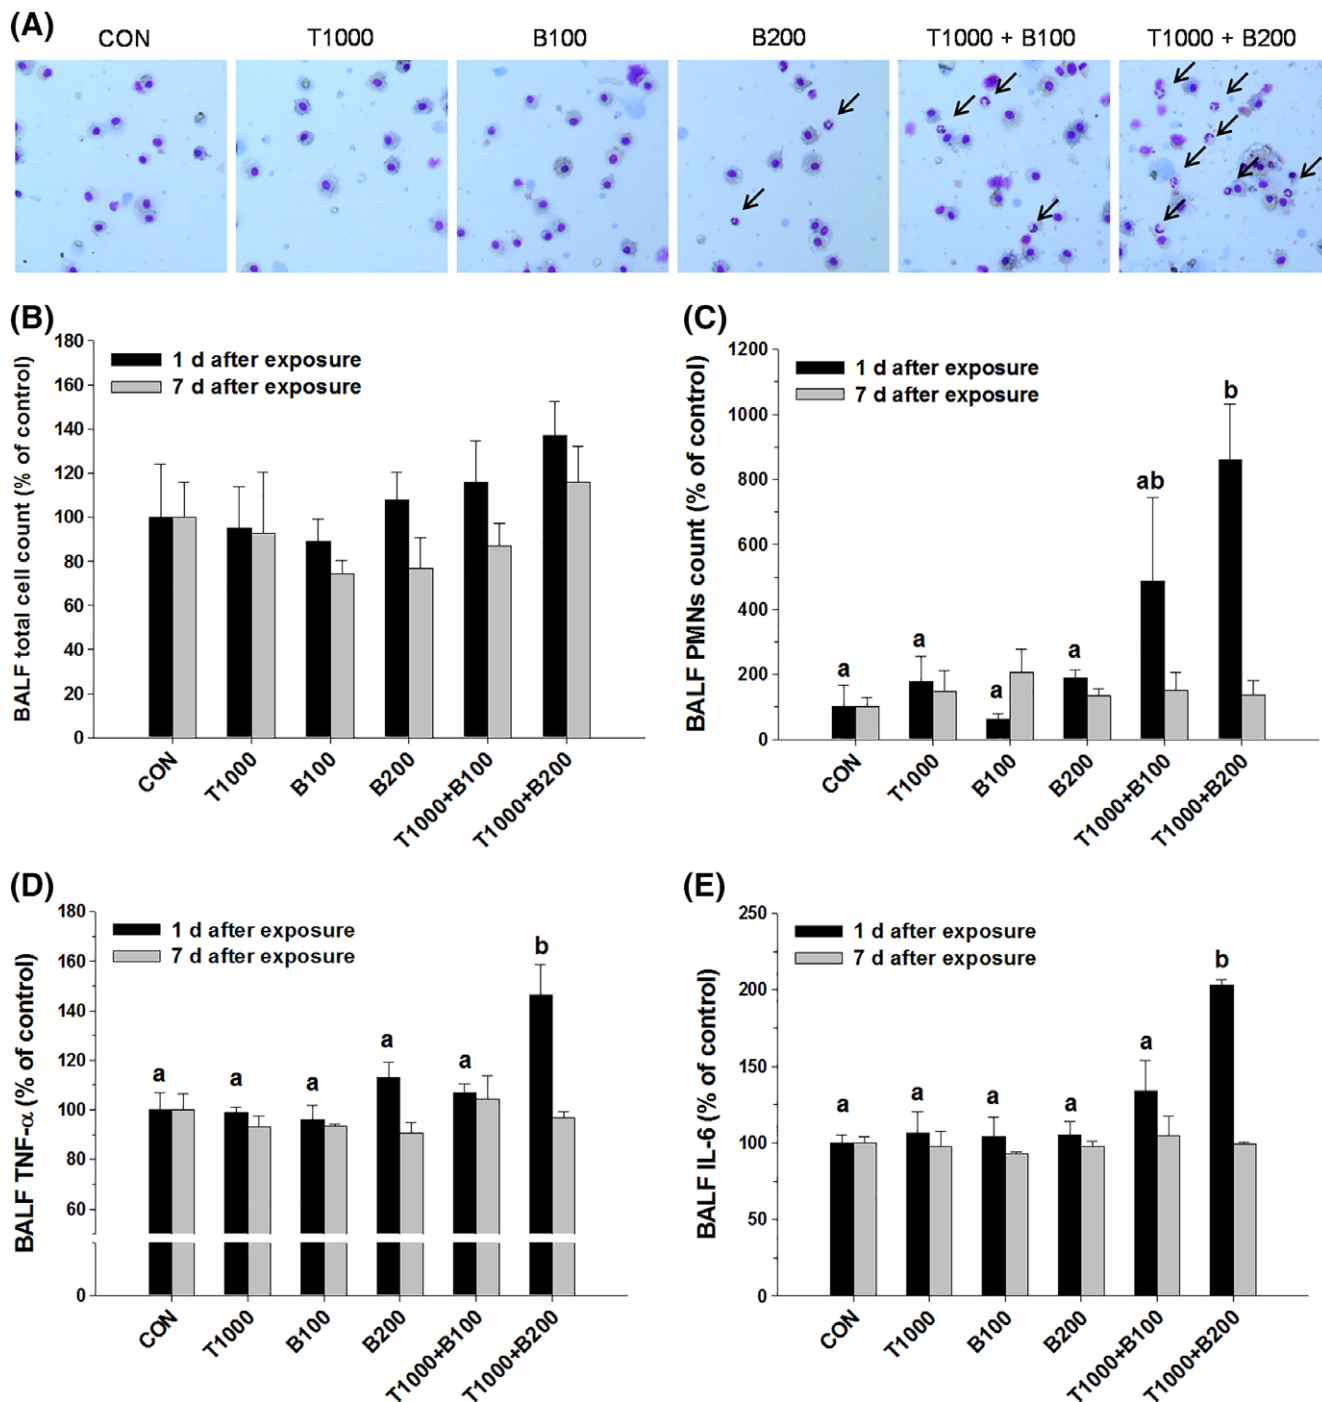 (A)
CON T1000 B100 B200 T1000 + B100 T1000 + B200
(B)
BALF total cell count (% of control)
180
160
140
120
100
80
60
40
20
0
1 d after exposure
7 d after exposure
CON T1000 B100 B200 T1000+B100 T1000+B200
(C)
BALF PMNs count (% of control)
1200
1000
800
600
400
200
0
1 d after exposure
7 d after exposure
a a a a ab b
CON T1000 B100 B200 T1000+B100 T1000+B200
(D)
BALF TNF-α (% of control)
180
160
140
120
100
80
60
0
1 d after exposure
7 d after exposure
a a a a a b
CON T1000 B100 B200 T1000+B100 T1000+B200
(E)
BALF IL-6 (% of control)
250
200
150
100
50
0
1 d after exposure
7 d after exposure
a a a a a b
CON T1000 B100 B200 T1000+B100 T1000+B200